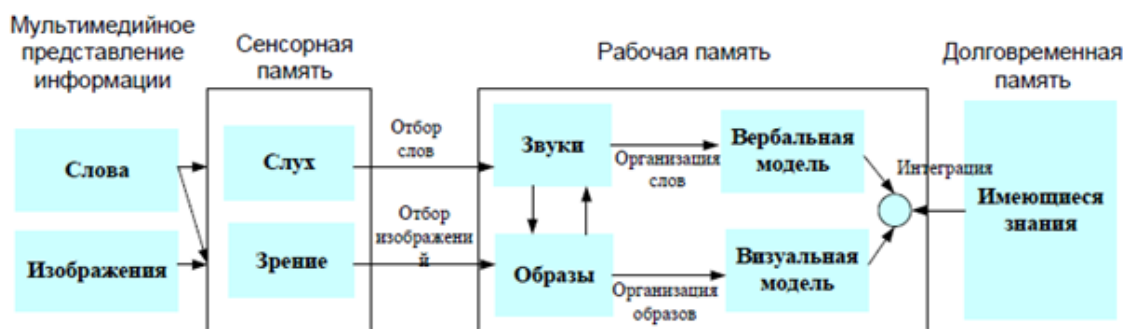 Мультимедийное
представление
информации
Сенсорная
память
Рабочая память
Долговременная
память
Слова
Изображения
Слух
Зрение
Отбор
слов
Отбор
изображени
й
Звуки
Образы
Организация
слов
Организация
образов
Вербальная
модель
Визуальная
модель
Интеграция
Имеющиеся
знания